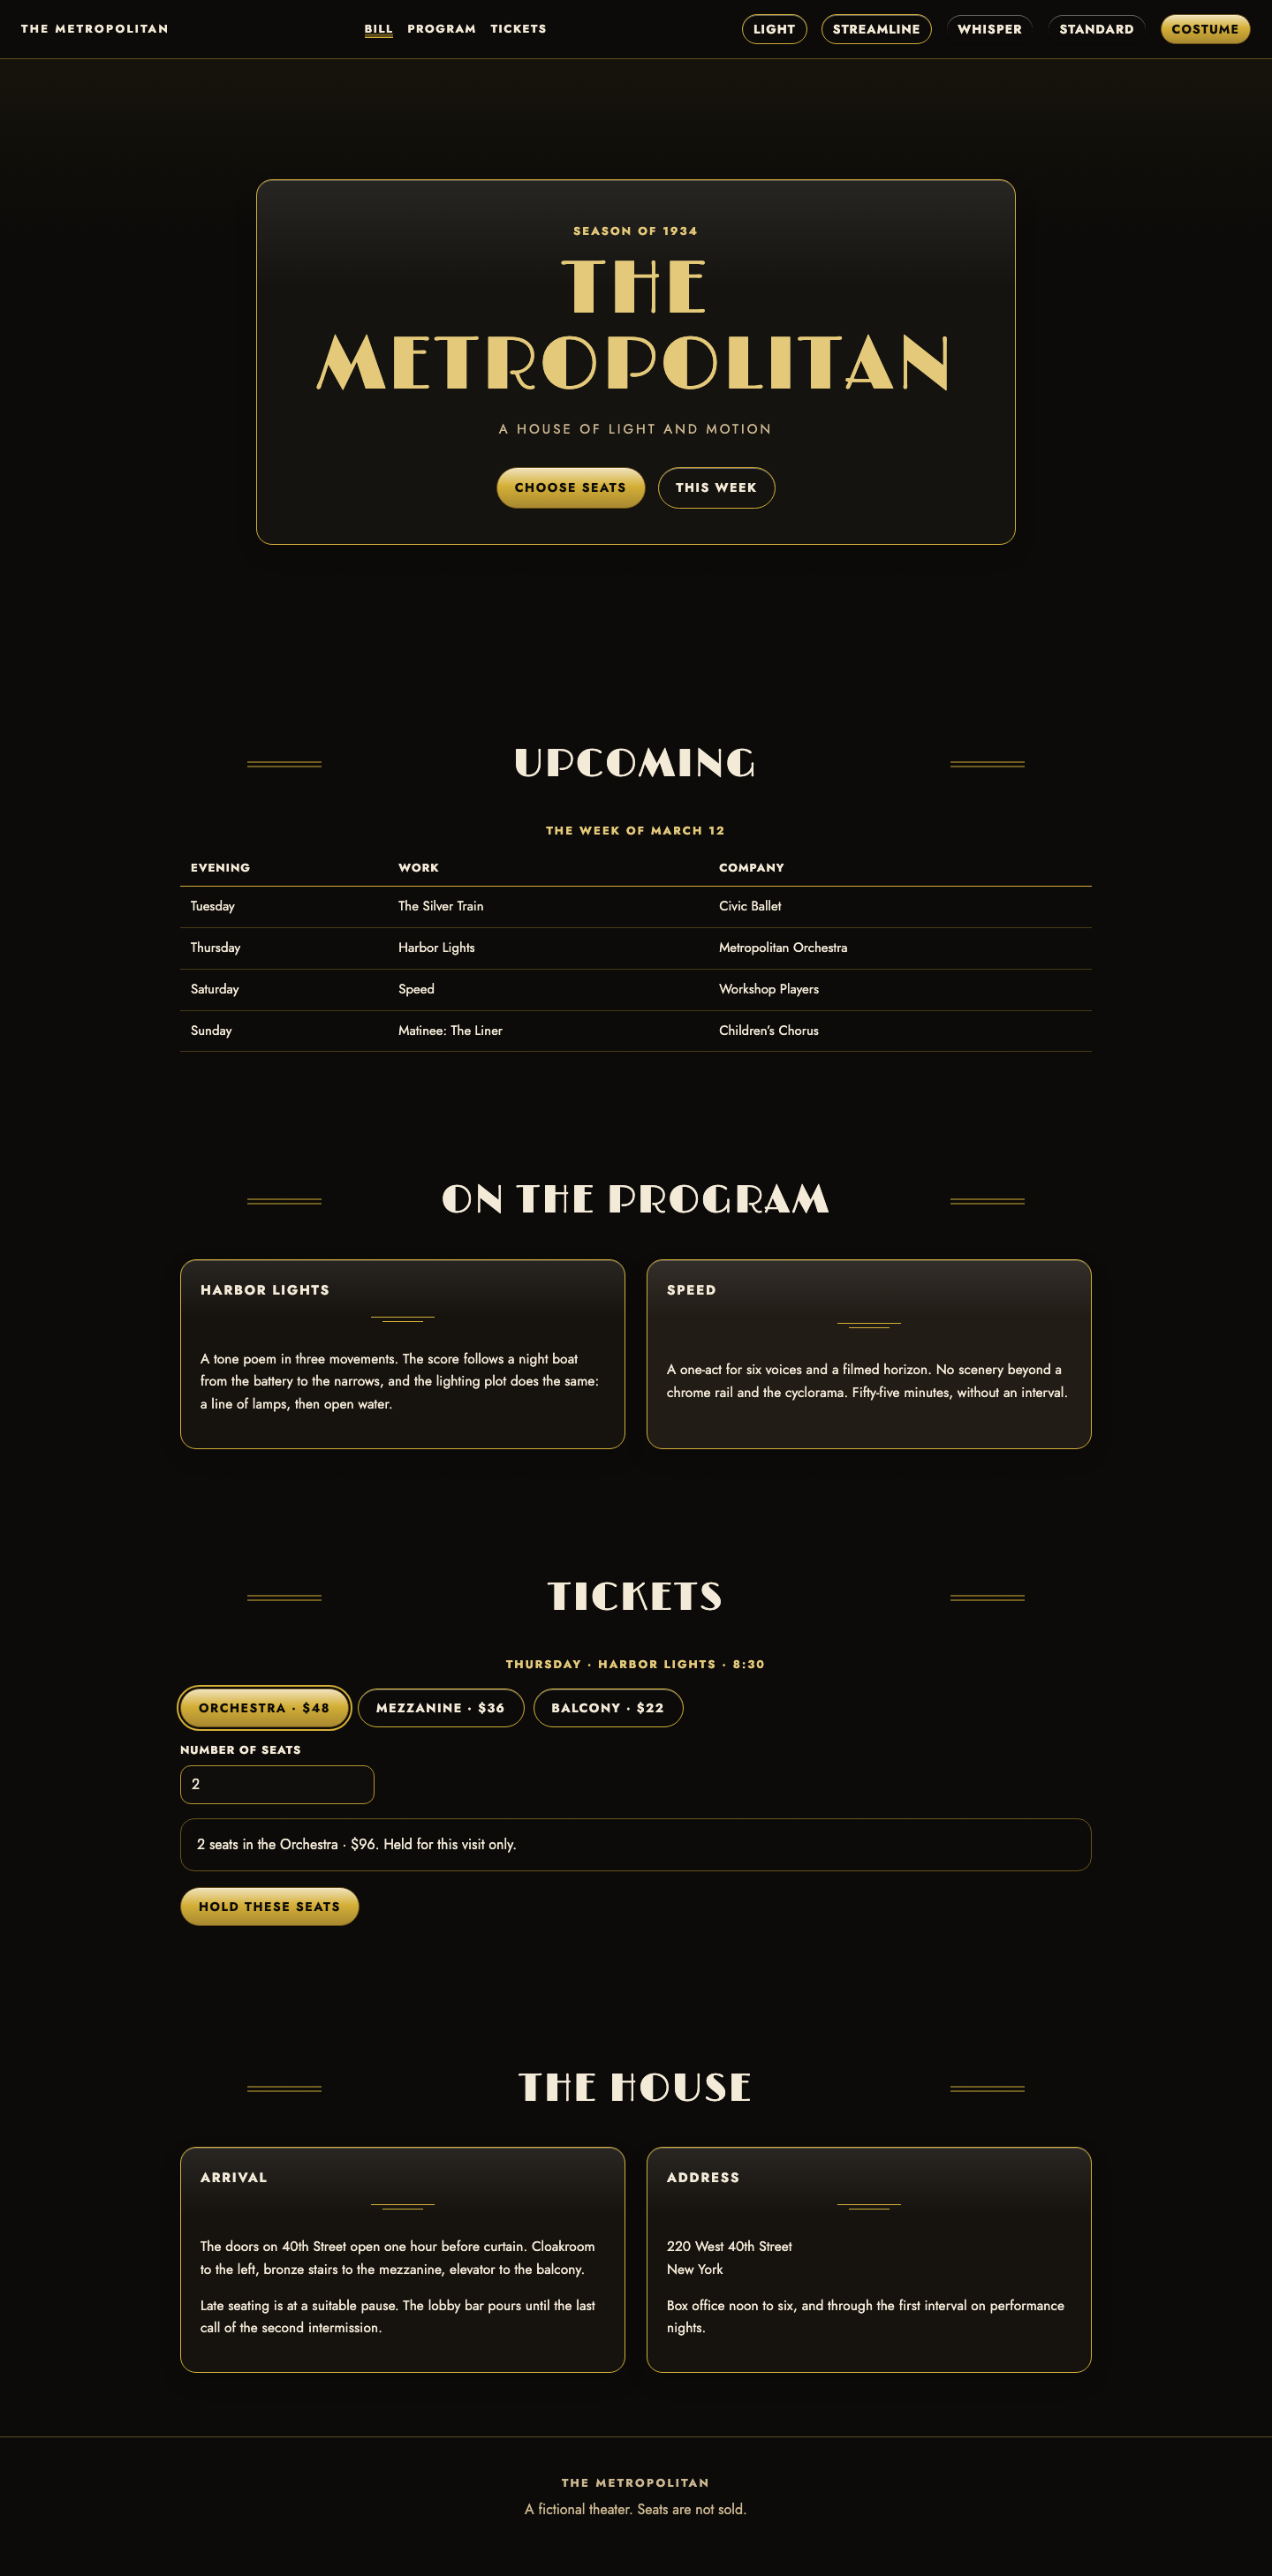 THE METROPOLITAN
BILL PROGRAM TICKETS
LIGHT STREAMLINE WHISPER STANDARD COSTUME
SEASON OF 1934
THE
METROPOLITAN
A HOUSE OF LIGHT AND MOTION
CHOOSE SEATS THIS WEEK
UPCOMING
THE WEEK OF MARCH 12
EVENING WORK COMPANY
Tuesday The Silver Train Civic Ballet
Thursday Harbor Lights Metropolitan Orchestra
Saturday Speed Workshop Players
Sunday Matinee: The Liner Children's Chorus
ON THE PROGRAM
HARBOR LIGHTS
A tone poem in three movements. The score follows a night boat
from the battery to the narrows, and the lighting plot does the same:
a line of lamps, then open water.
SPEED
A one-act for six voices and a filmed horizon. No scenery beyond a
chrome rail and the cyclorama. Fifty-five minutes, without an interval.
TICKETS
THURSDAY · HARBOR LIGHTS · 8:30
ORCHESTRA · $48 MEZZANINE · $36 BALCONY · $22
NUMBER OF SEATS
2
2 seats in the Orchestra · $96. Held for this visit only.
HOLD THESE SEATS
THE HOUSE
ARRIVAL
The doors on 40th Street open one hour before curtain. Cloakroom
to the left, bronze stairs to the mezzanine, elevator to the balcony.
Late seating is at a suitable pause. The lobby bar pours until the last
call of the second intermission.
ADDRESS
220 West 40th Street
New York
Box office noon to six, and through the first interval on performance
nights.
THE METROPOLITAN
A fictional theater. Seats are not sold.